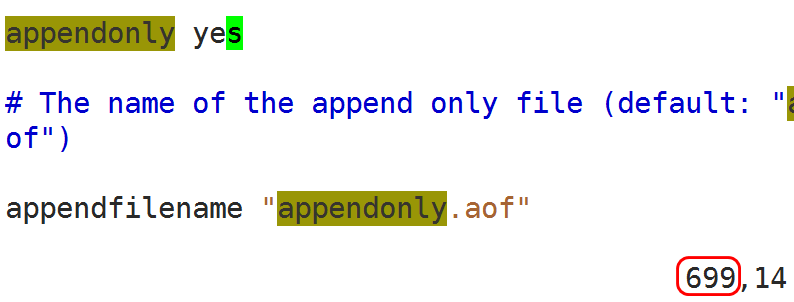 appendonly yes
# The name of the append only file (default: "a
of")
appendfilename "appendonly.aof"
699,14